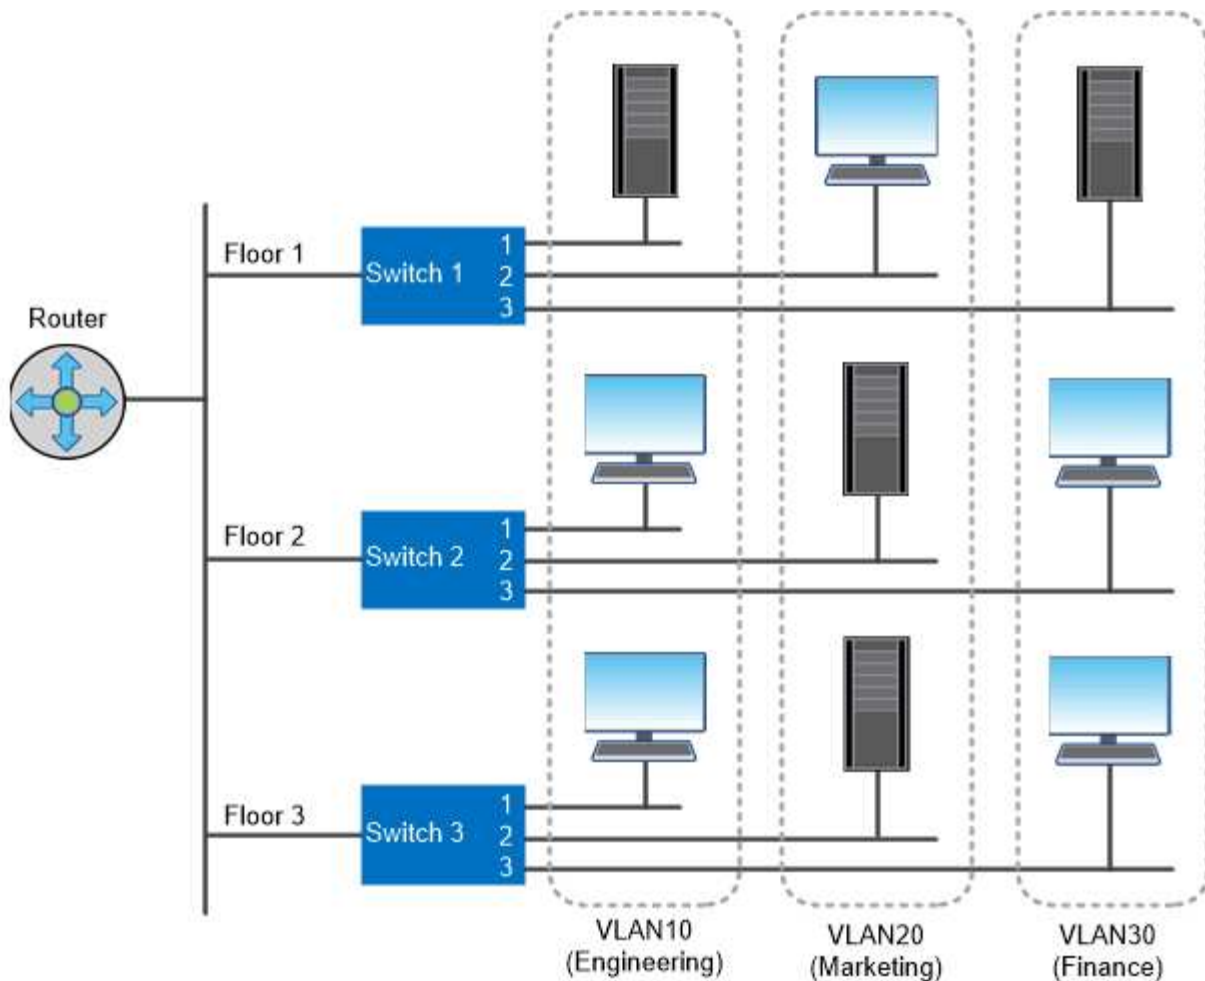 Router
Floor 1
Switch 1
1
2
3
Floor 2
Switch 2
1
2
3
Floor 3
Switch 3
1
2
3
VLAN10
(Engineering)
VLAN20
(Marketing)
VLAN30
(Finance)